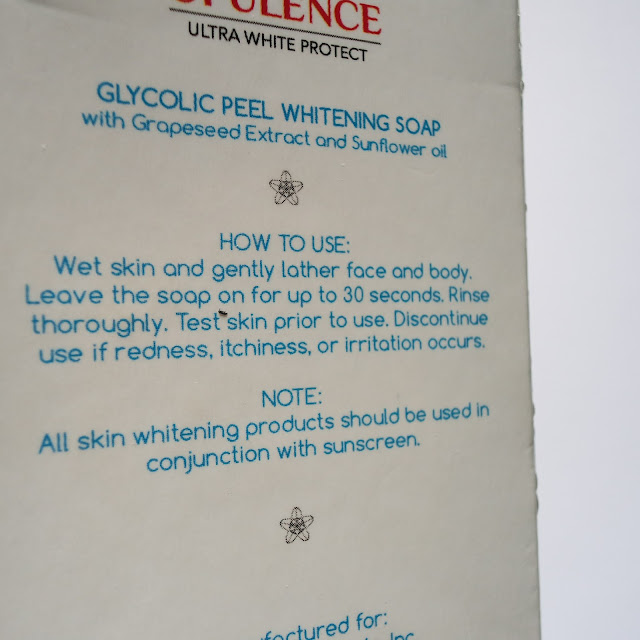 OPULENCE
ULTRA WHITE PROTECT
GLYCOLIC PEEL WHITENING SOAP
with Grapeseed Extract and Sunflower oil
HOW TO USE:
Wet skin and gently lather face and body.
Leave the soap on for up to 30 seconds. Rinse
thoroughly. Test skin prior to use. Discontinue
use if redness, itchiness, or irritation occurs.
NOTE:
All skin whitening products should be used in
conjunction with sunscreen.
for: